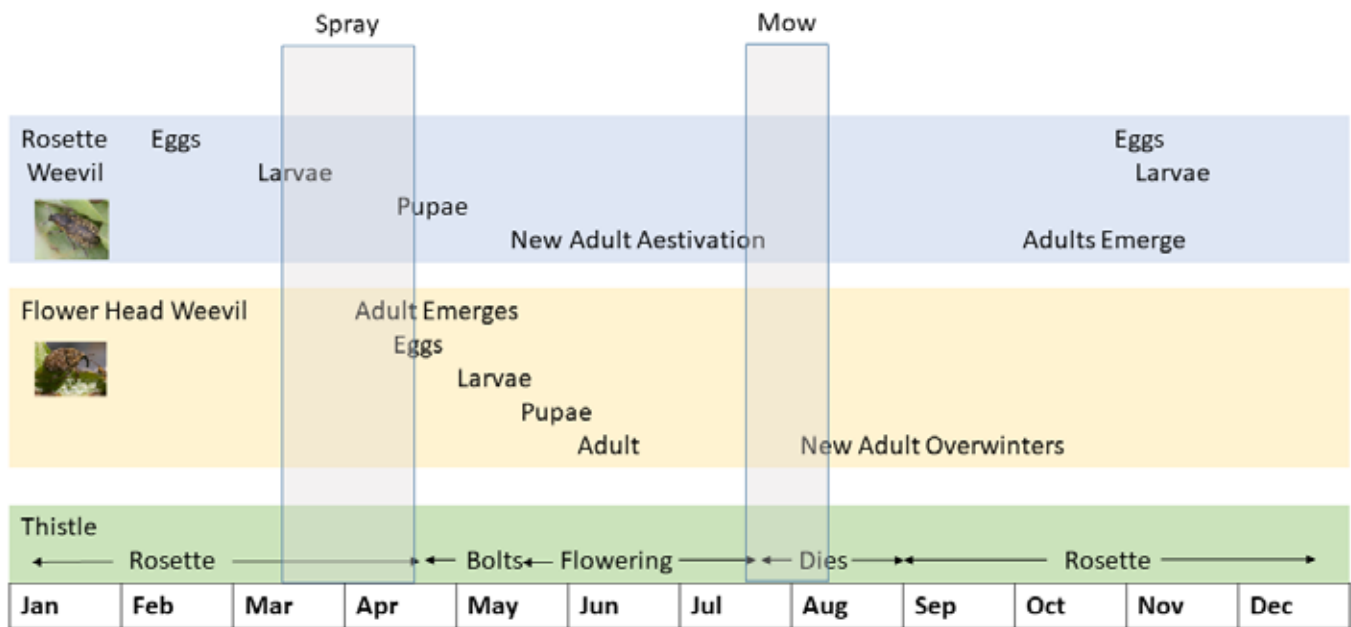 Spray Mow
Rosette Eggs Eggs
Weevil Larvae Larvae
Pupae
New Adult Aestivation Adults Emerge
Flower Head Weevil Adult Emerges
Eggs
Larvae
Pupae
Adult New Adult Overwinters
Thistle
Rosette Bolts Flowering Dies Rosette
Jan Feb Mar Apr May Jun Jul Aug Sep Oct Nov Dec